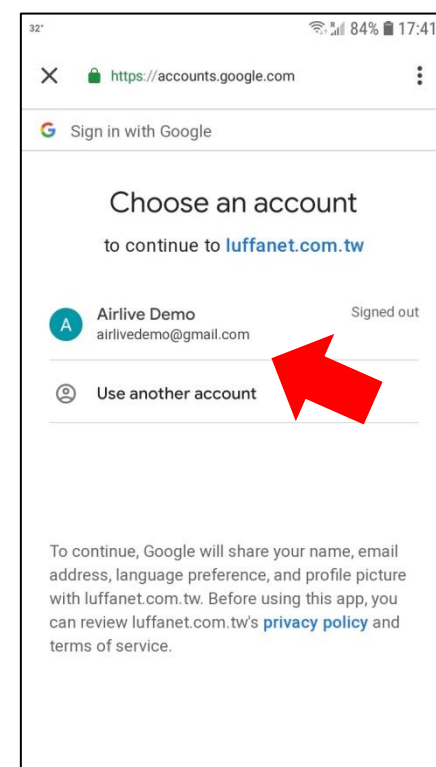 32°
84% 17:41
https://accounts.google.com
G Sign in with Google
Choose an account
to continue to luffanet.com.tw
A Airlive Demo Signed out
airlivedemo@gmail.com
Use another account
To continue, Google will share your name, email
address, language preference, and profile picture
with luffanet.com.tw. Before using this app, you
can review luffanet.com.tw's privacy policy and
terms of service.